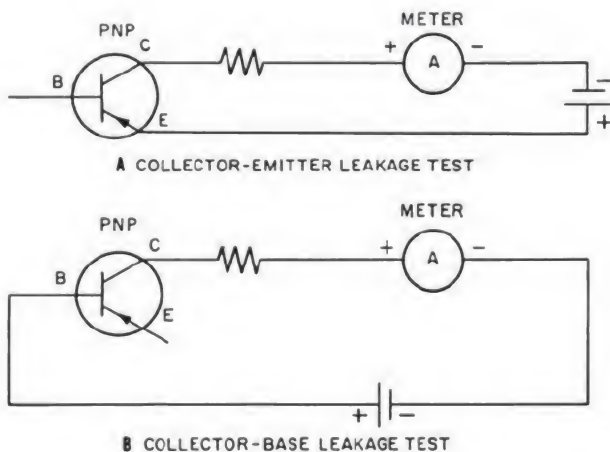 PNP
METER
C
B
+ A -
-
E
+
A COLLECTOR-EMITTER LEAKAGE TEST
PNP
METER
C
B
+ A -
E
+ -
B COLLECTOR-BASE LEAKAGE TEST